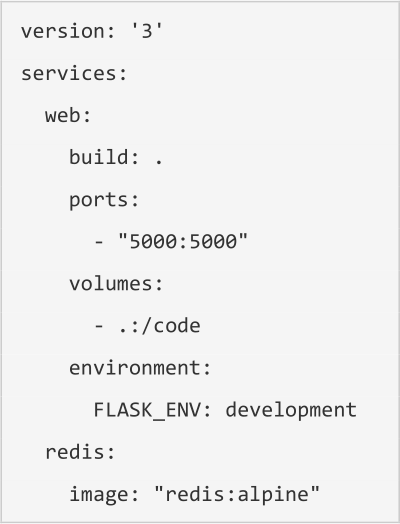 version: '3'
services:
  web:
    build: .
    ports:
      - "5000:5000"
    volumes:
      - .:/code
    environment:
      FLASK_ENV: development
  redis:
    image: "redis:alpine"